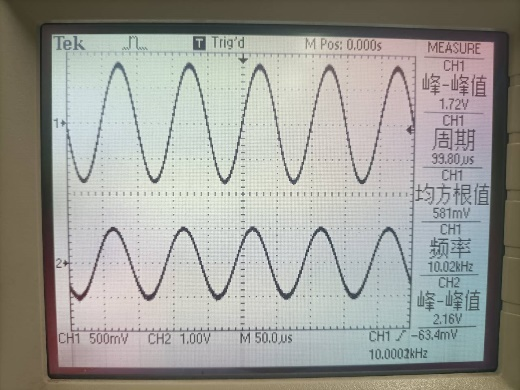 Tek T Trig'd M Pos: 0.000s MEASURE
CH1
峰-峰值
1.72V
CH1
周期
99.80µs
CH1
均方根值
581mV
CH1
频率
10.02kHz
CH2
峰-峰值
2.16V
1
2
CH1 500mV CH2 1.00V M 50.0µs CH1 -63.4mV
10.0002kHz